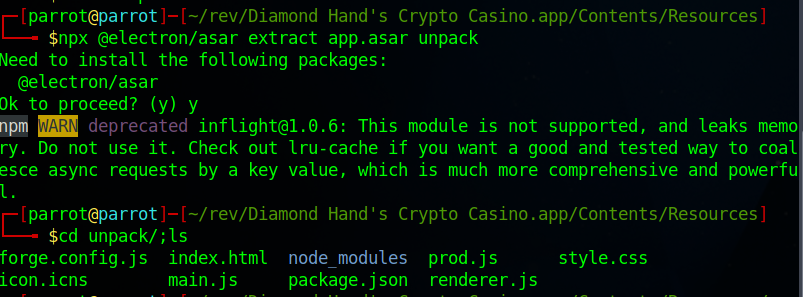 [parrot@parrot]-[~/rev/Diamond Hand's Crypto Casino.app/Contents/Resources]
$npx @electron/asar extract app.asar unpack
Need to install the following packages:
  @electron/asar
Ok to proceed? (y) y
npm WARN deprecated inflight@1.0.6: This module is not supported, and leaks memo
ry. Do not use it. Check out lru-cache if you want a good and tested way to coal
esce async requests by a key value, which is much more comprehensive and powerfu
l.
[parrot@parrot]-[~/rev/Diamond Hand's Crypto Casino.app/Contents/Resources]
$cd unpack/;ls
forge.config.js  index.html  node_modules  prod.js      style.css
icon.icns        main.js     package.json  renderer.js